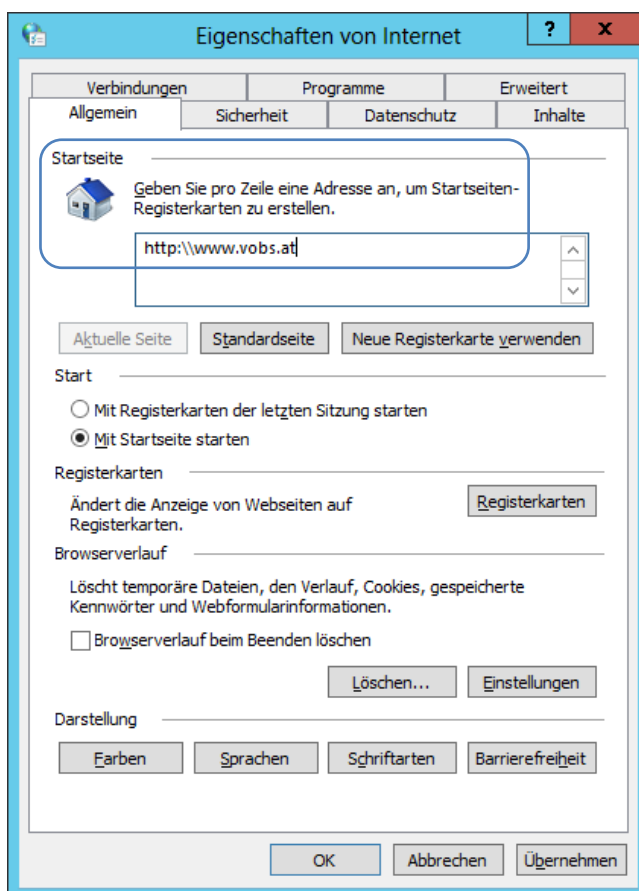 Eigenschaften von Internet
?
x
Verbindungen
Programme
Erweitert
Allgemein
Sicherheit
Datenschutz
Inhalte
Startseite
Geben Sie pro Zeile eine Adresse an, um Startseiten-
Registerkarten zu erstellen.
http:\\www.vobs.at
Aktuelle Seite
Standardseite
Neue Registerkarte verwenden
Start
Mit Registerkarten der letzten Sitzung starten
Mit Startseite starten
Registerkarten
Ändert die Anzeige von Webseiten auf
Registerkarten.
Registerkarten
Browserverlauf
Löscht temporäre Dateien, den Verlauf, Cookies, gespeicherte
Kennwörter und Webformularinformationen.
Browserverlauf beim Beenden löschen
Löschen...
Einstellungen
Darstellung
Farben
Sprachen
Schriftarten
Barrierefreiheit
OK
Abbrechen
Übernehmen